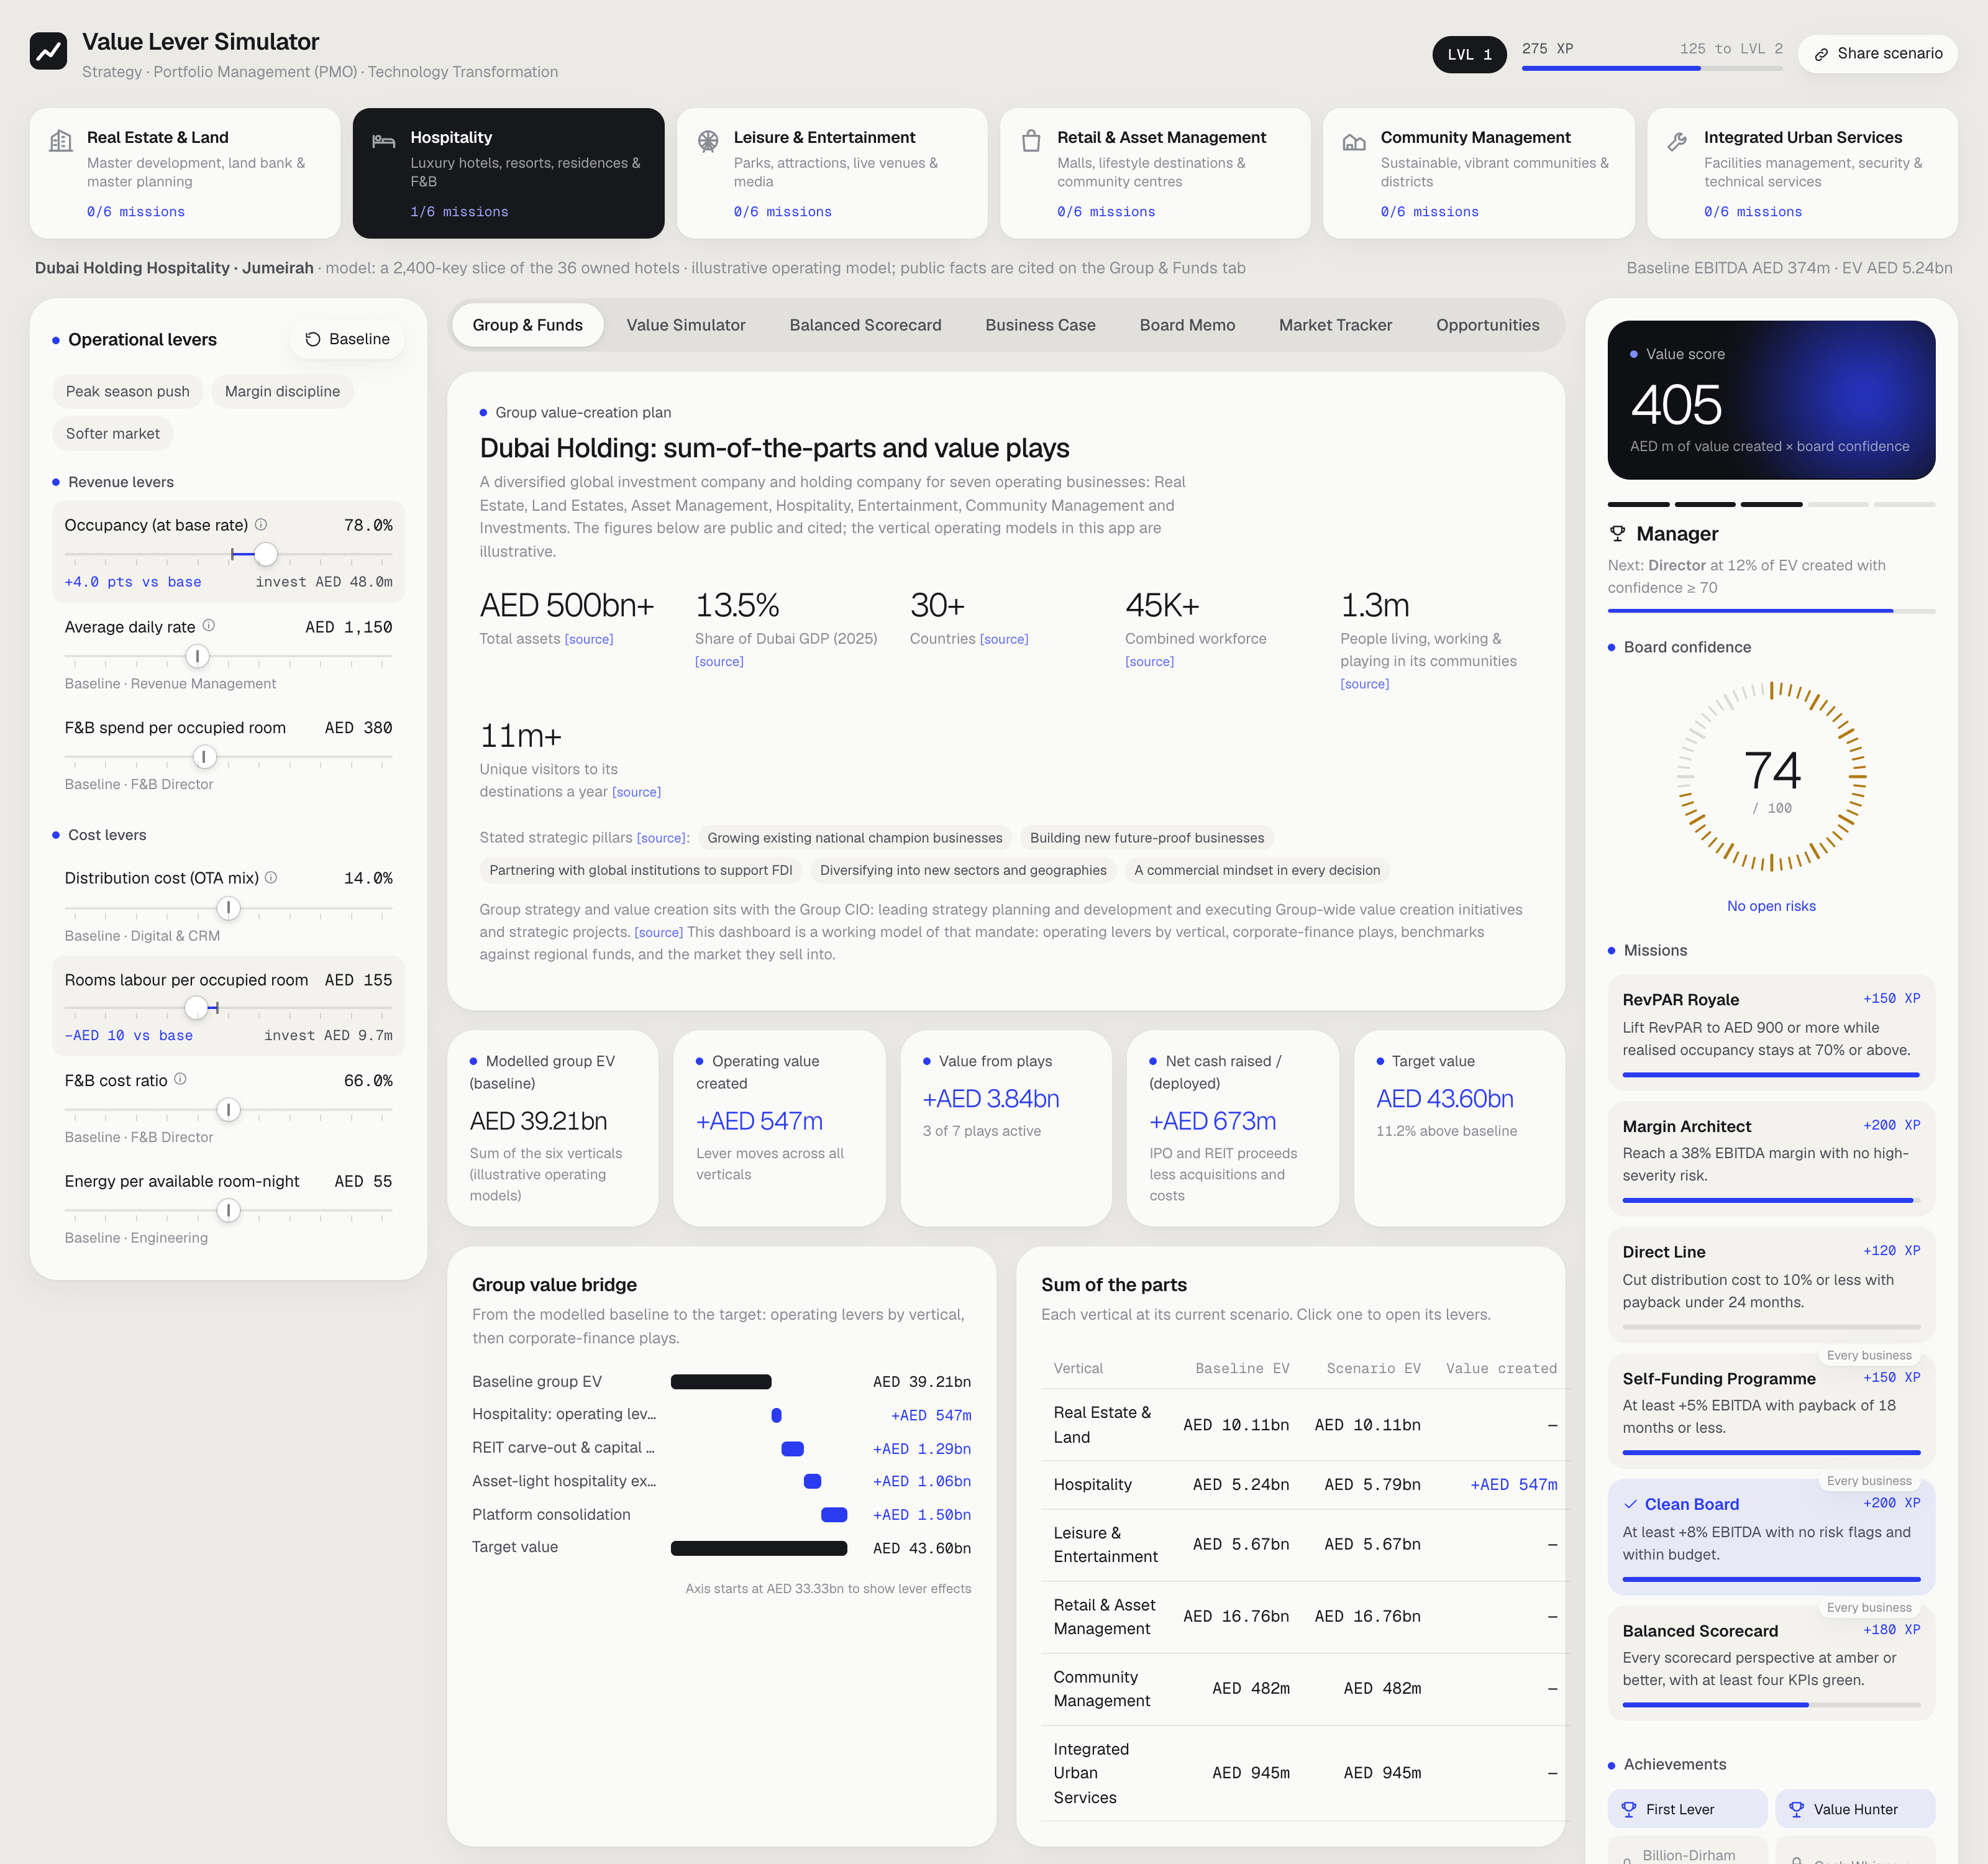 Value Lever Simulator
Strategy · Portfolio Management (PMO) · Technology Transformation
LVL 1
275 XP
125 to LVL 2
Share scenario
Real Estate & Land
Master development, land bank &
master planning
0/6 missions
Hospitality
Luxury hotels, resorts, residences &
F&B
1/6 missions
Leisure & Entertainment
Parks, attractions, live venues &
media
0/6 missions
Retail & Asset Management
Malls, lifestyle destinations &
community centres
0/6 missions
Community Management
Sustainable, vibrant communities &
districts
0/6 missions
Integrated Urban Services
Facilities management, security &
technical services
0/6 missions
Dubai Holding Hospitality · Jumeirah · model: a 2,400-key slice of the 36 owned hotels · illustrative operating model; public facts are cited on the Group & Funds tab
Baseline EBITDA AED 374m · EV AED 5.24bn
Operational levers
Baseline
Peak season push
Margin discipline
Softer market
Revenue levers
Occupancy (at base rate)
78.0%
+4.0 pts vs base
invest AED 48.0m
Average daily rate
AED 1,150
Baseline · Revenue Management
F&B spend per occupied room
AED 380
Baseline · F&B Director
Cost levers
Distribution cost (OTA mix)
14.0%
Baseline · Digital & CRM
Rooms labour per occupied room
AED 155
−AED 10 vs base
invest AED 9.7m
F&B cost ratio
66.0%
Baseline · F&B Director
Energy per available room-night
AED 55
Baseline · Engineering
Group & Funds
Value Simulator
Balanced Scorecard
Business Case
Board Memo
Market Tracker
Opportunities
Group value-creation plan
Dubai Holding: sum-of-the-parts and value plays
A diversified global investment company and holding company for seven operating businesses: Real
Estate, Land Estates, Asset Management, Hospitality, Entertainment, Community Management and
Investments. The figures below are public and cited; the vertical operating models in this app are
illustrative.
AED 500bn+
Total assets [source]
13.5%
Share of Dubai GDP (2025)
[source]
30+
Countries [source]
45K+
Combined workforce
[source]
1.3m
People living, working &
playing in its communities
[source]
11m+
Unique visitors to its
destinations a year [source]
Stated strategic pillars [source]:
Growing existing national champion businesses
Building new future-proof businesses
Partnering with global institutions to support FDI
Diversifying into new sectors and geographies
A commercial mindset in every decision
Group strategy and value creation sits with the Group CIO: leading strategy planning and development and executing Group-wide value creation initiatives
and strategic projects. [source] This dashboard is a working model of that mandate: operating levers by vertical, corporate-finance plays, benchmarks
against regional funds, and the market they sell into.
Modelled group EV
(baseline)
AED 39.21bn
Sum of the six verticals
(illustrative operating
models)
Operating value
created
+AED 547m
Lever moves across all
verticals
Value from plays
+AED 3.84bn
3 of 7 plays active
Net cash raised /
(deployed)
+AED 673m
IPO and REIT proceeds
less acquisitions and
costs
Target value
AED 43.60bn
11.2% above baseline
Group value bridge
From the modelled baseline to the target: operating levers by vertical,
then corporate-finance plays.
Baseline group EV
AED 39.21bn
Hospitality: operating lev...
+AED 547m
REIT carve-out & capital ...
+AED 1.29bn
Asset-light hospitality ex...
+AED 1.06bn
Platform consolidation
+AED 1.50bn
Target value
AED 43.60bn
Axis starts at AED 33.33bn to show lever effects
Sum of the parts
Each vertical at its current scenario. Click one to open its levers.
Vertical
Baseline EV
Scenario EV
Value created
Real Estate &
Land
AED 10.11bn
AED 10.11bn
—
Hospitality
AED 5.24bn
AED 5.79bn
+AED 547m
Leisure &
Entertainment
AED 5.67bn
AED 5.67bn
—
Retail & Asset
Management
AED 16.76bn
AED 16.76bn
—
Community
Management
AED 482m
AED 482m
—
Integrated
Urban
Services
AED 945m
AED 945m
—
Value score
405
AED m of value created × board confidence
Manager
Next: Director at 12% of EV created with
confidence ≥ 70
Board confidence
74
/ 100
No open risks
Missions
RevPAR Royale
+150 XP
Lift RevPAR to AED 900 or more while
realised occupancy stays at 70% or above.
Margin Architect
+200 XP
Reach a 38% EBITDA margin with no high-
severity risk.
Direct Line
+120 XP
Cut distribution cost to 10% or less with
payback under 24 months.
Every business
Self-Funding Programme
+150 XP
At least +5% EBITDA with payback of 18
months or less.
Every business
Clean Board
+200 XP
At least +8% EBITDA with no risk flags and
within budget.
Every business
Balanced Scorecard
+180 XP
Every scorecard perspective at amber or
better, with at least four KPIs green.
Achievements
First Lever
Value Hunter
Billion-Dirham